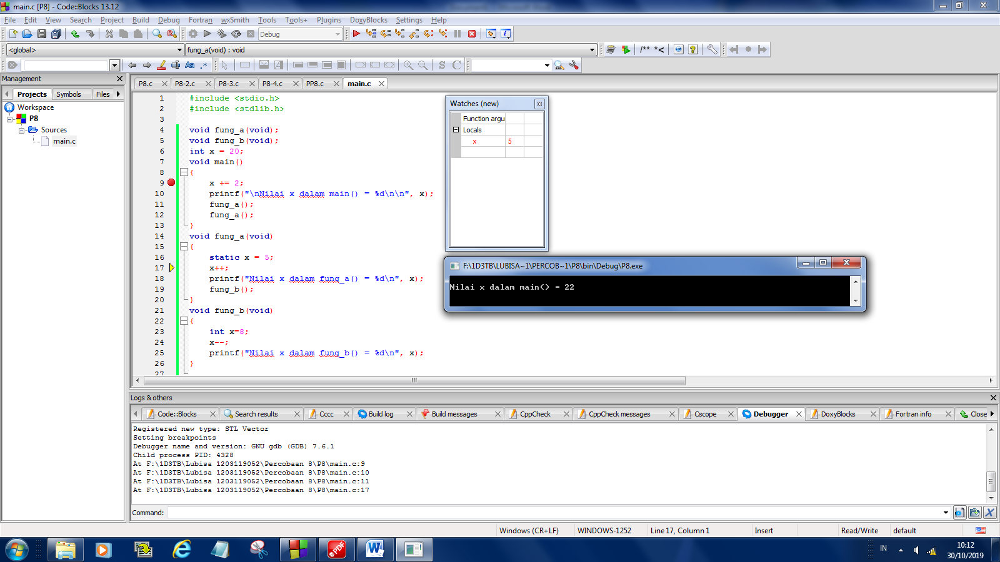 main.c [P8] - Code::Blocks 13.12
File Edit View Search Project Build Debug Fortran wxSmith Tools Tools+ Plugins DoxyBlocks Settings Help
Debug
<global> fung_a(void) : void
/** *<
Aa .*
S C
Management
Projects Symbols Files
Workspace
P8
Sources
main.c
P8.c P8-2.c P8-3.c P8-4.c PP8.c main.c
1 #include <stdio.h>
2 #include <stdlib.h>
3
4 void fung_a(void);
5 void fung_b(void);
6 int x = 20;
7 void main()
8 {
9 x += 2;
10 printf("\nNilai x dalam main() = %d\n\n", x);
11 fung_a();
12 fung_a();
13 }
14 void fung_a(void)
15 {
16 static x = 5;
17 x++;
18 printf("Nilai x dalam fung_a() = %d\n", x);
19 fung_b();
20 }
21 void fung_b(void)
22 {
23 int x=8;
24 x--;
25 printf("Nilai x dalam fung_b() = %d\n", x);
26 }
27
Watches (new)
Function argu
Locals
x 5
F:\1D3TB\LUBISA~1\PERCOB~1\P8\bin\Debug\P8.exe
Nilai x dalam main() = 22
Logs & others
Code::Blocks Search results Cccc Build log Build messages CppCheck CppCheck messages Cscope Debugger DoxyBlocks Fortran info Close
Registered new type: STL Vector
Setting breakpoints
Debugger name and version: GNU gdb (GDB) 7.6.1
Child process PID: 4328
At F:\1D3TB\Lubisa 1203119052\Percobaan 8\P8\main.c:9
At F:\1D3TB\Lubisa 1203119052\Percobaan 8\P8\main.c:10
At F:\1D3TB\Lubisa 1203119052\Percobaan 8\P8\main.c:11
At F:\1D3TB\Lubisa 1203119052\Percobaan 8\P8\main.c:17
Command:
Windows (CR+LF) WINDOWS-1252 Line 17, Column 1 Insert Read/Write default
PDF
IN
10:12
30/10/2019